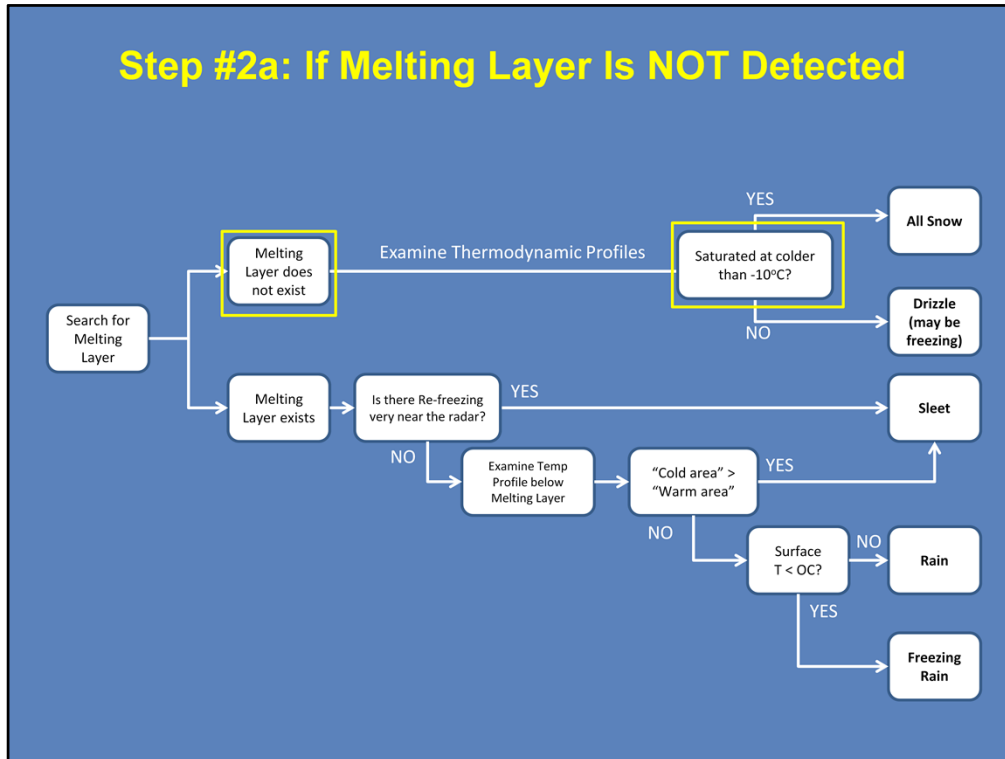 Step #2a: If Melting Layer Is NOT Detected
YES
All Snow
Melting
Layer does
not exist
Examine Thermodynamic Profiles
Saturated at colder
than -10°C?
Search for
Melting
Layer
NO
Drizzle
(may be
freezing)
Melting
Layer exists
Is there Re-freezing
very near the radar?
YES
Sleet
NO
Examine Temp
Profile below
Melting Layer
“Cold area” >
“Warm area”
YES
NO
Surface
T < OC?
NO
Rain
YES
Freezing
Rain